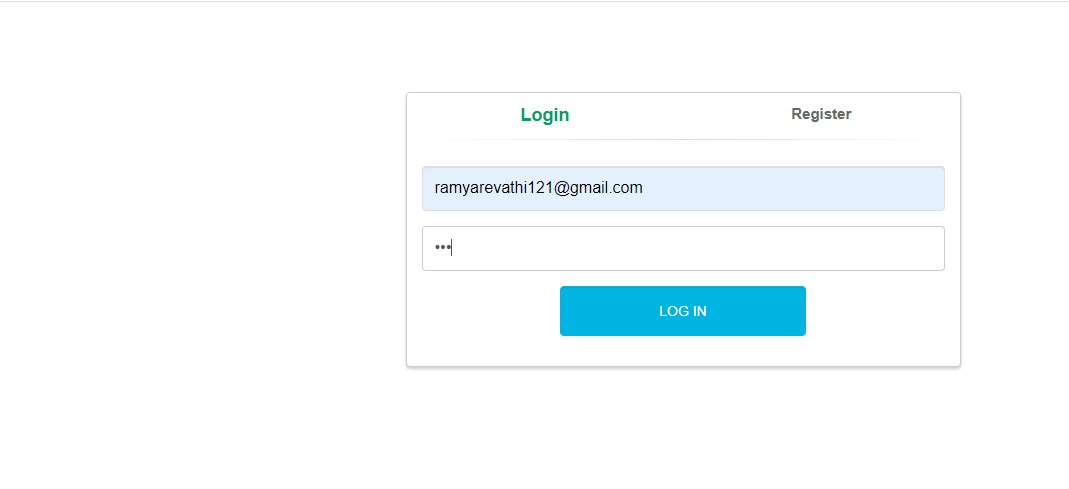 Login Register
ramyarevathi121@gmail.com
•••
LOG IN